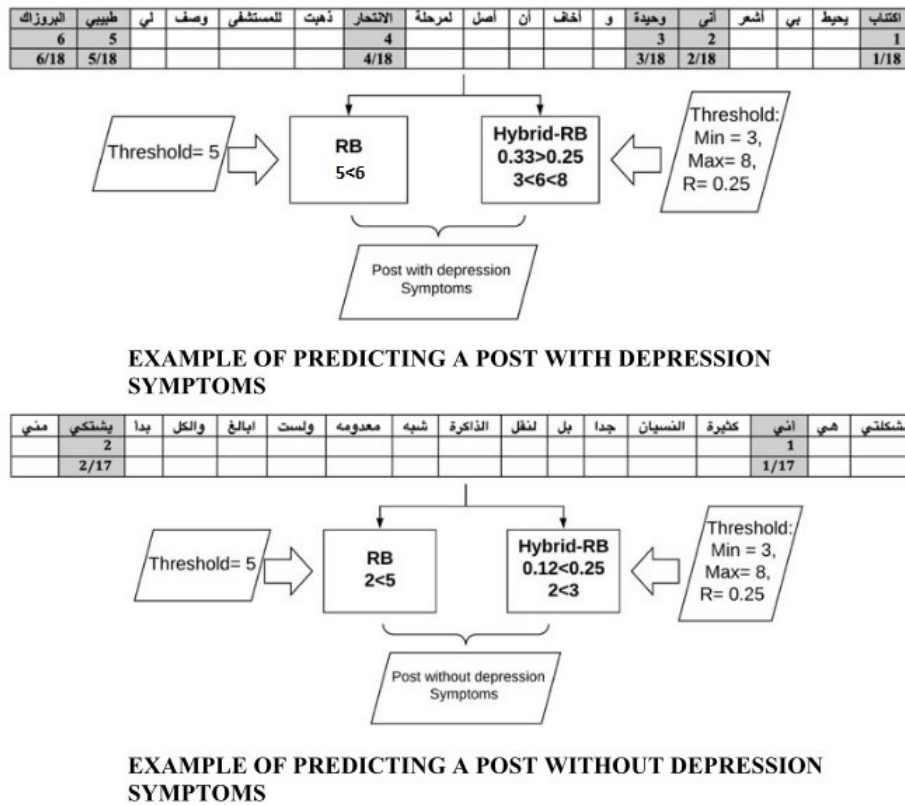 اكتئاب يحيط بي أشعر أني وحيدة و أخاف أن أصل لمرحلة الانتحار ذهبت للمستشفى وصف لي طبيبي البروزاك
1 2 3 4 5 6
1/18 2/18 3/18 4/18 5/18 6/18
Threshold= 5
RB
5<6
Hybrid-RB
0.33>0.25
3<6<8
Threshold:
Min = 3,
Max= 8,
R= 0.25
Post with depression
Symptoms
EXAMPLE OF PREDICTING A POST WITH DEPRESSION
SYMPTOMS
مشكلتي هي اني كثيرة النسيان جدا بل لنقل الذاكرة شبه معدومه ولست ابالغ والكل بدأ يشتكي مني
1 2
1/17 2/17
Threshold= 5
RB
2<5
Hybrid-RB
0.12<0.25
2<3
Threshold:
Min = 3,
Max= 8,
R= 0.25
Post without depression
Symptoms
EXAMPLE OF PREDICTING A POST WITHOUT DEPRESSION
SYMPTOMS